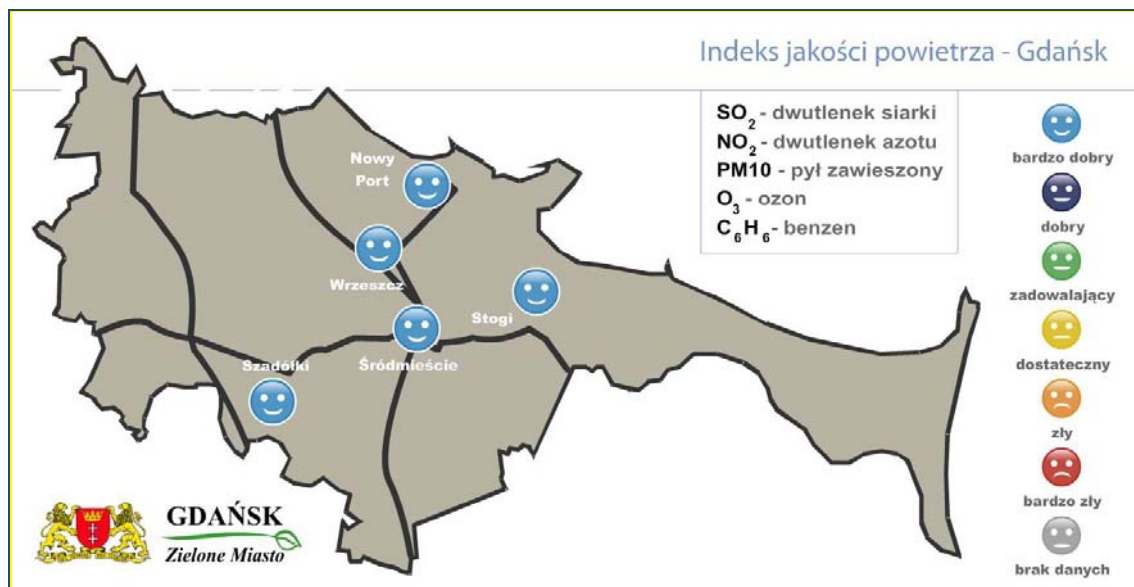 Indeks jakości powietrza - Gdańsk
SO2 - dwutlenek siarki
NO2 - dwutlenek azotu
PM10 - pył zawieszony
O3 - ozon
C6H6 - benzen
bardzo dobry
dobry
zadowalający
dostateczny
zły
bardzo zły
brak danych
Nowy
Port
Wrzeszcz
Stogi
Śródmieście
Szadółki
GDAŃSK
Zielone Miasto